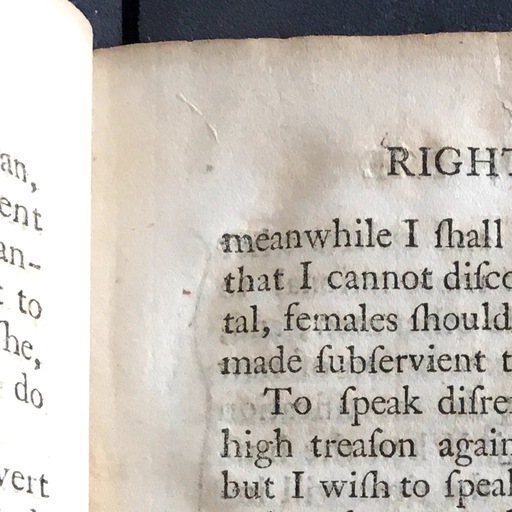 an,
ent
an-
to
he,
do
vert
RIGHT
meanwhile I ſhall
that I cannot diſco
tal, females ſhould
made ſubſervient t
To ſpeak diſre
high treaſon again
but I wiſh to ſpeak